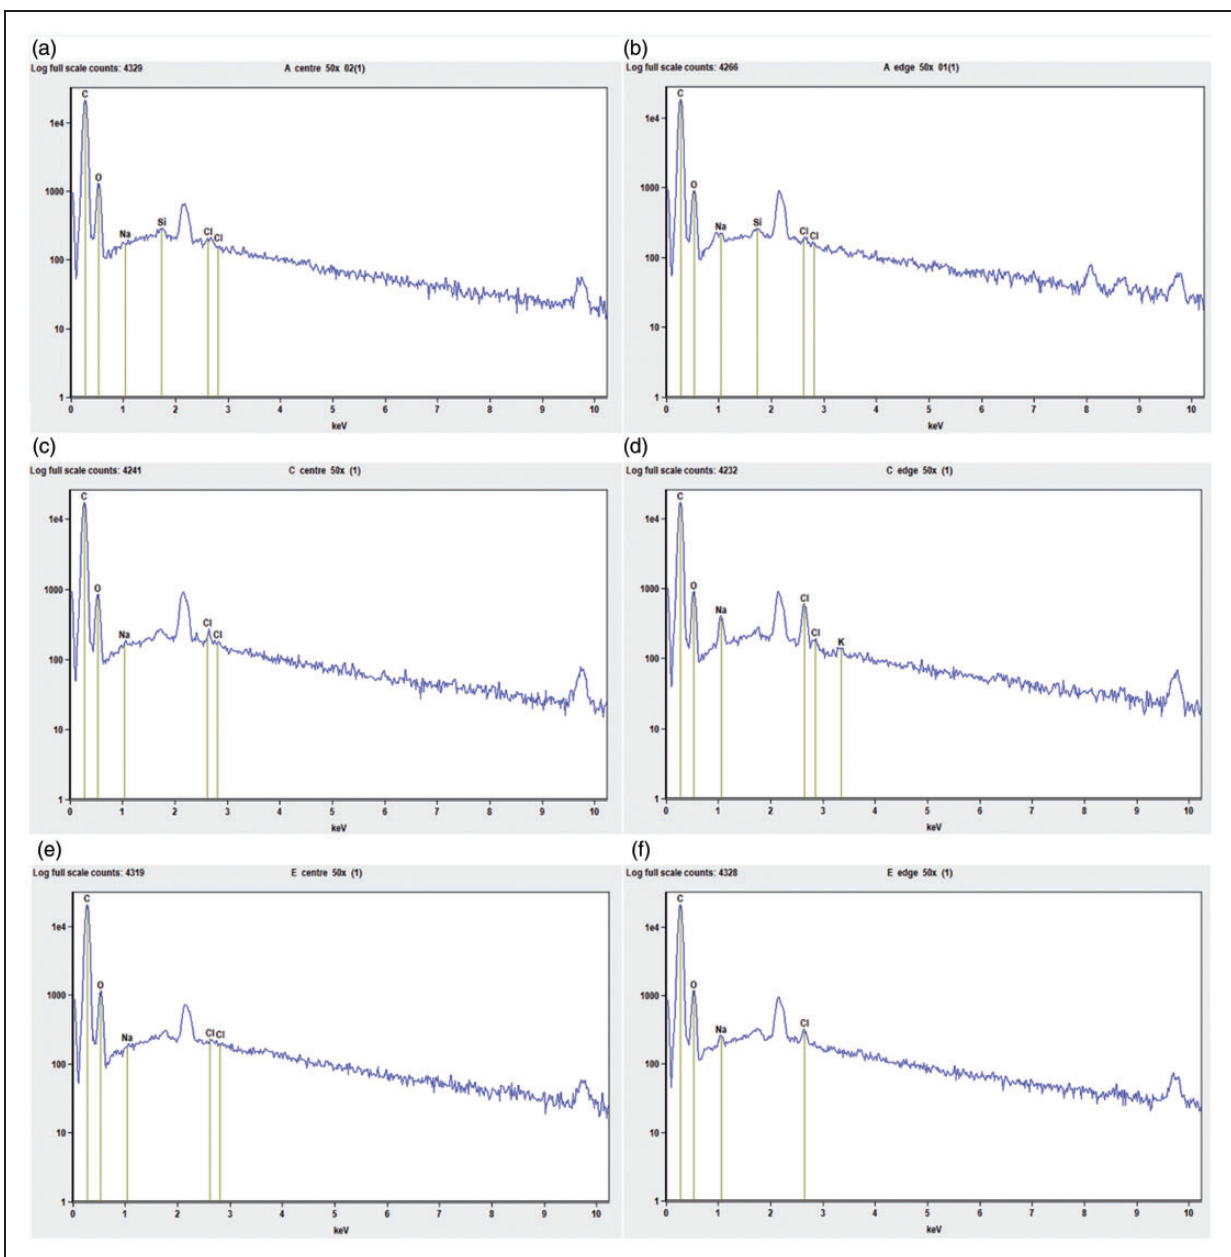 (a)
Log full scale counts: 4329 A centre 50x 02(1)
C
1e4
O
1000
Na Si Cl Cl
100
10
1
0 1 2 3 4 5 6 7 8 9 10
keV
(b)
Log full scale counts: 4266 A edge 50x 01(1)
C
1e4
O
1000
Na Si Cl Cl
100
10
1
0 1 2 3 4 5 6 7 8 9 10
keV
(c)
Log full scale counts: 4241 C centre 50x (1)
C
1e4
O
1000
Na Cl Cl
100
10
1
0 1 2 3 4 5 6 7 8 9 10
keV
(d)
Log full scale counts: 4232 C edge 50x (1)
C
1e4
O
1000
Na Cl Cl K
100
10
1
0 1 2 3 4 5 6 7 8 9 10
keV
(e)
Log full scale counts: 4319 E centre 50x (1)
C
1e4
O
1000
Na Cl Cl
100
10
1
0 1 2 3 4 5 6 7 8 9 10
keV
(f)
Log full scale counts: 4328 E edge 50x (1)
C
1e4
O
1000
Na Cl
100
10
1
0 1 2 3 4 5 6 7 8 9 10
keV